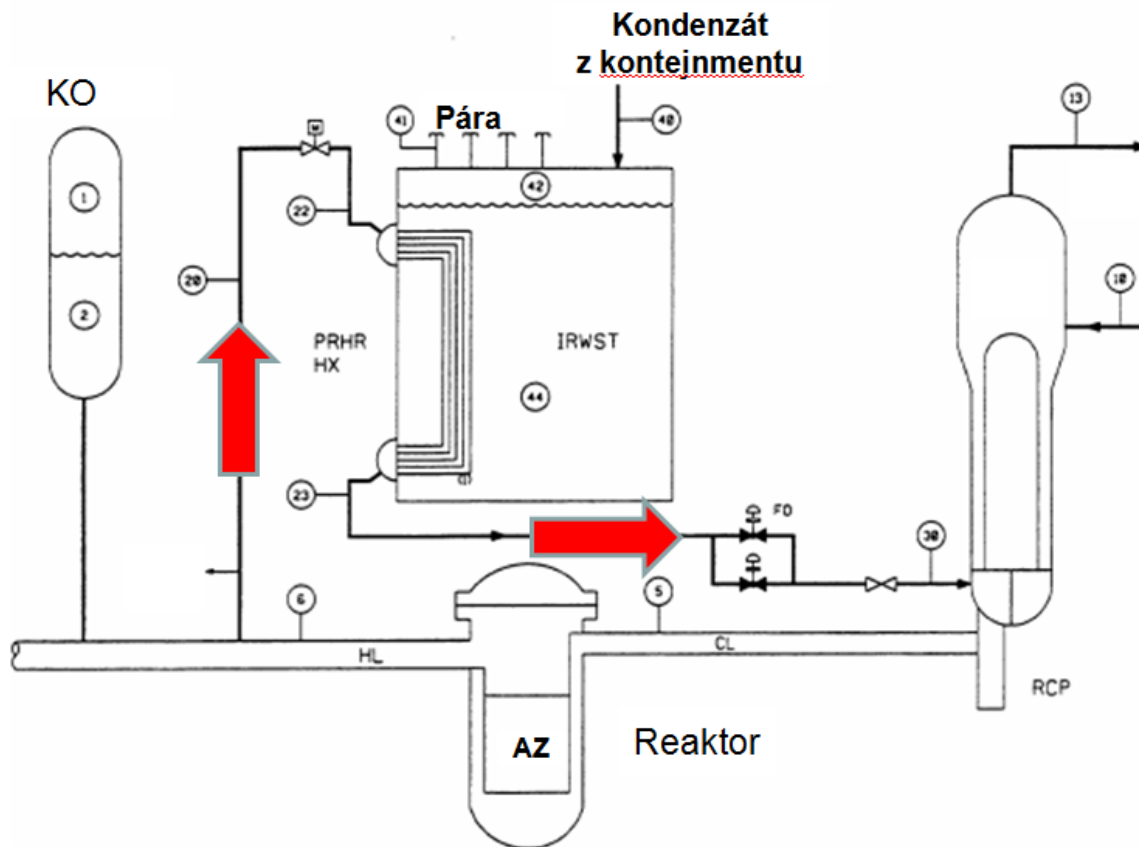 Kondenzát
z kontejnmentu
KO
Pára
41
40
13
M
42
1
22
20
2
10
PRHR
HX
IRWST
44
23
FO
30
6
5
HL
CL
RCP
AZ
Reaktor